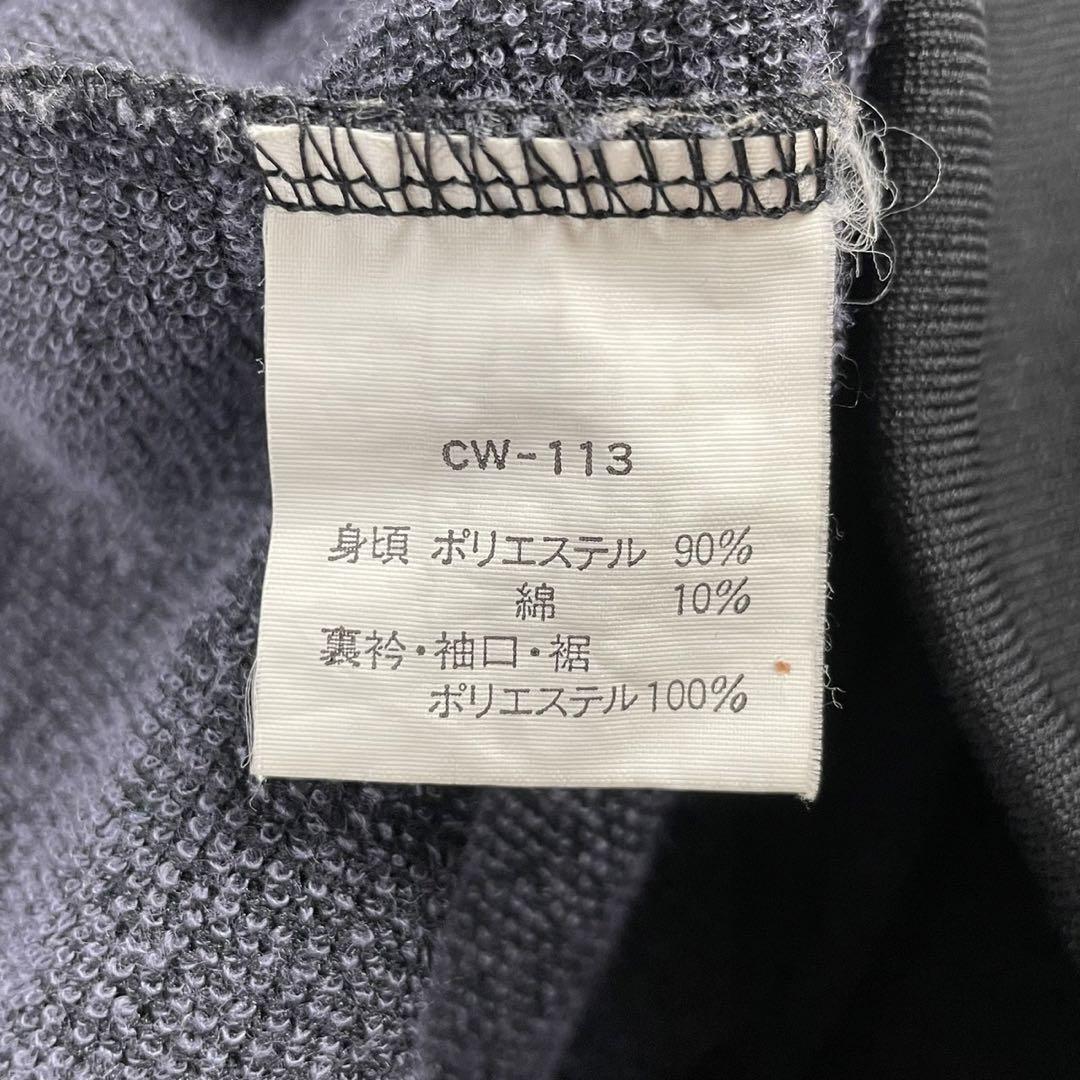 CW-113
身頃 ポリエステル 90%
綿 10%
裏衿・袖口・裾
ポリエステル100%